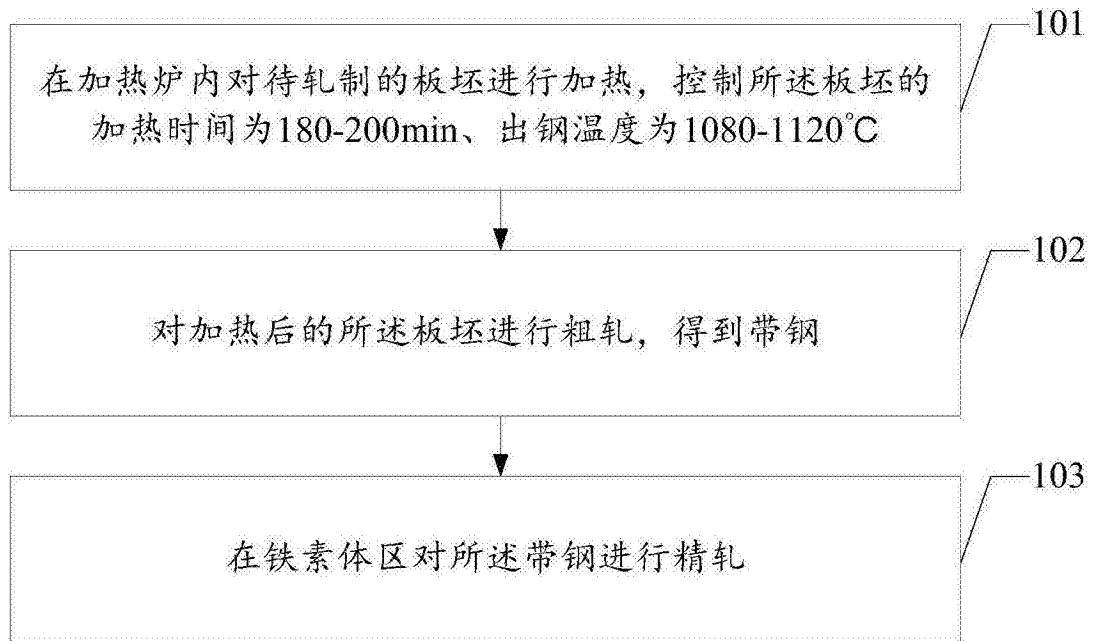 101
在加热炉内对待轧制的板坯进行加热，控制所述板坯的
加热时间为180-200min、出钢温度为1080-1120℃
102
对加热后的所述板坯进行粗轧，得到带钢
103
在铁素体区对所述带钢进行精轧